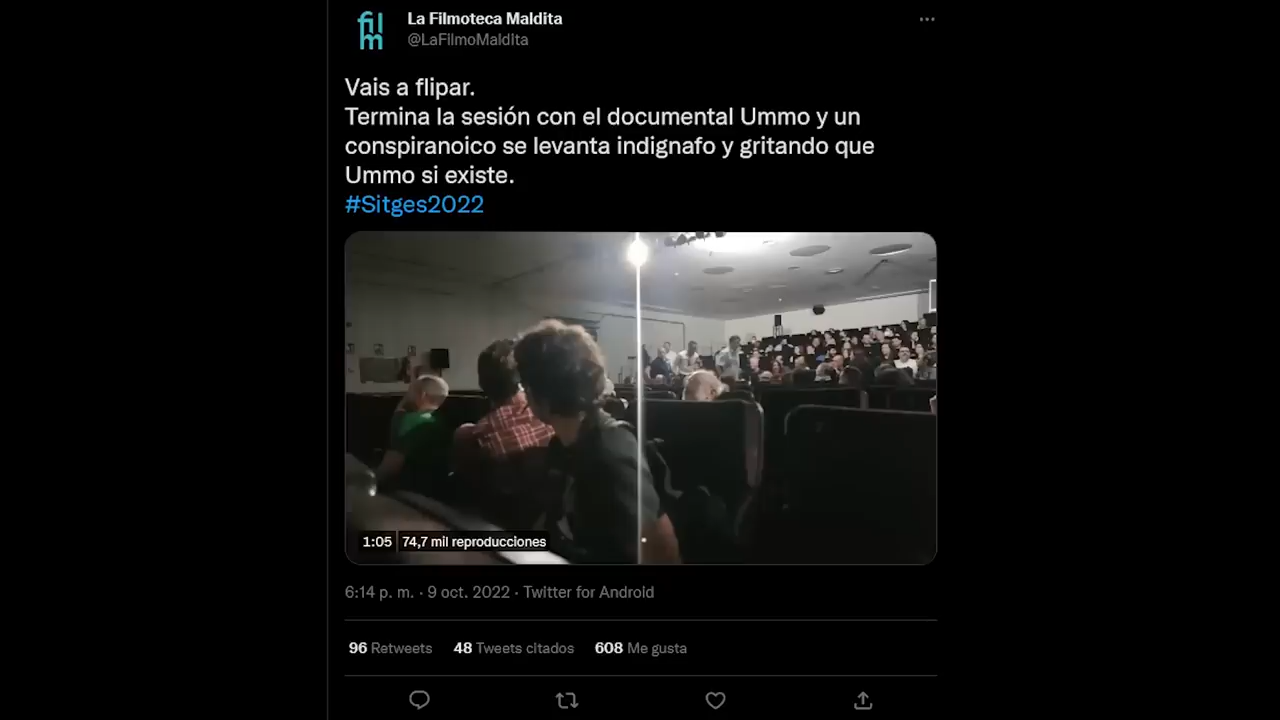 film
La Filmoteca Maldita
@LaFilmoMaldita
Vais a flipar.
Termina la sesión con el documental Ummo y un
conspiranoico se levanta indignafo y gritando que
Ummo si existe.
#Sitges2022
1:05 74,7 mil reproducciones
6:14 p. m. · 9 oct. 2022 · Twitter for Android
96 Retweets 48 Tweets citados 608 Me gusta